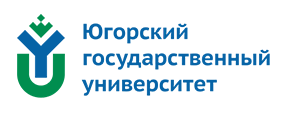 Югорский
государственный
университет